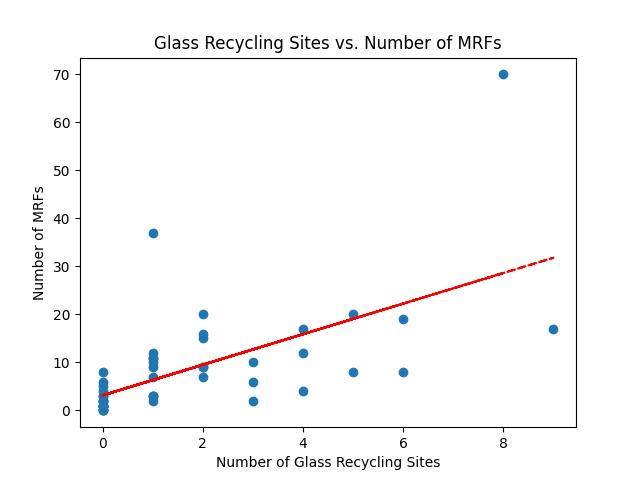 Glass Recycling Sites vs. Number of MRFs
70
60
50
40
30
20
10
0
Number of MRFs
0 2 4 6 8
Number of Glass Recycling Sites